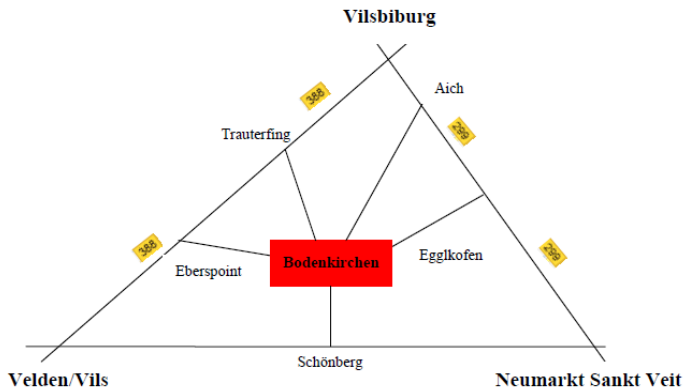 Vilsbiburg
Aich
388
299
Trauterfing
388
Bodenkirchen
Egglkofen
299
Eberspoint
Schönberg
Velden/Vils
Neumarkt Sankt Veit